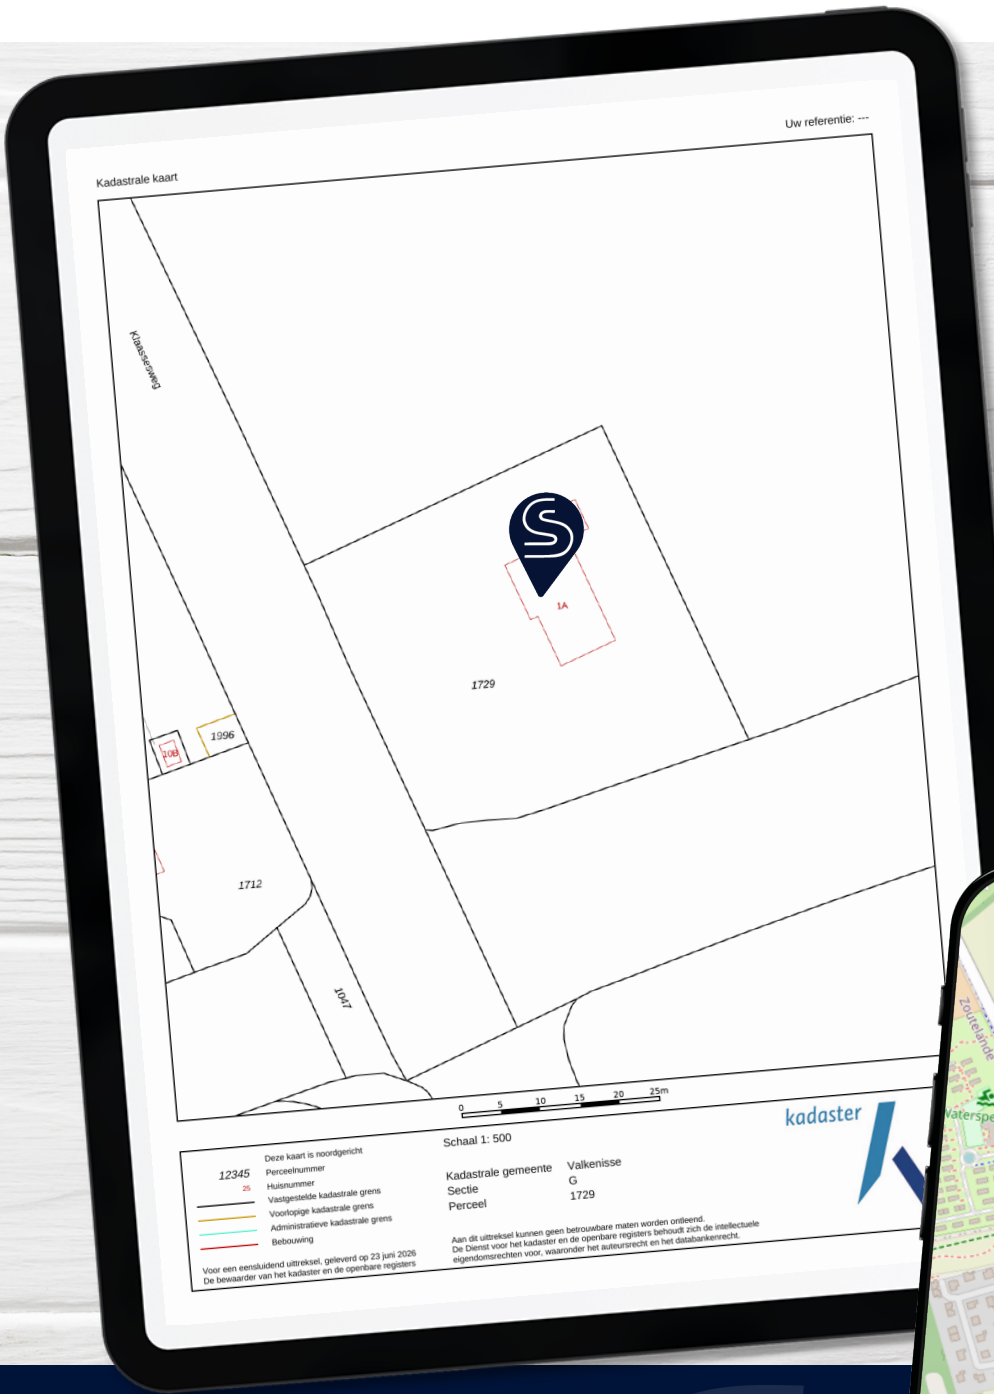 Uw referentie: ---
Kadastrale kaart
Klaassesweg
1A
1729
1996
10B
1712
1047
0 5 10 15 20 25m
Schaal 1: 500
kadaster
Deze kaart is noordgericht
12345 Perceelnummer
25 Huisnummer
Vastgestelde kadastrale grens
Voorlopige kadastrale grens
Administratieve kadastrale grens
Bebouwing
Kadastrale gemeente Valkenisse
Sectie G
Perceel 1729
Voor een eensluidend uittreksel, geleverd op 23 juni 2026
De bewaarder van het kadaster en de openbare registers
Aan dit uittreksel kunnen geen betrouwbare maten worden ontleend.
De Dienst voor het kadaster en de openbare registers behoudt zich de intellectuele
eigendomsrechten voor, waaronder het auteursrecht en het databankenrecht.
Zoutelande